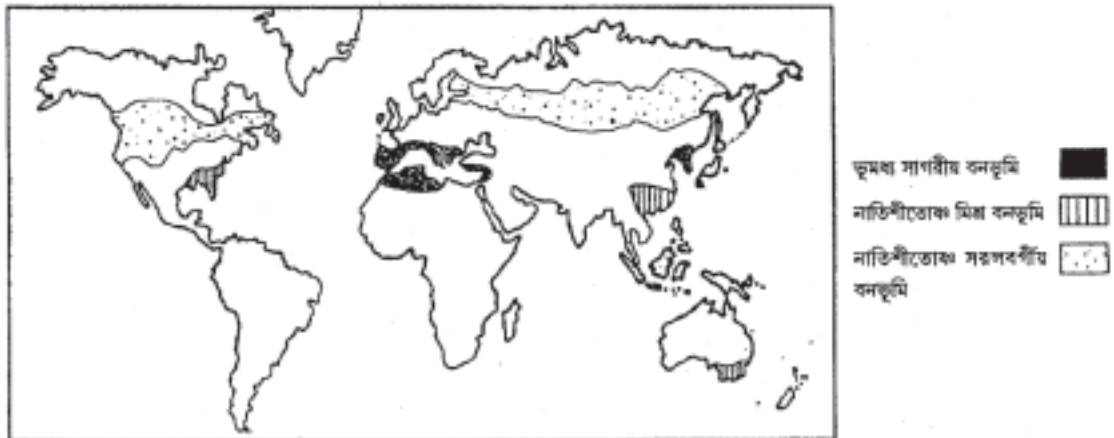 ভূমধ্য সাগরীয় বনভূমি
নাতিশীতোষ্ণ মিশ্র বনভূমি
নাতিশীতোষ্ণ সরলবর্গীয়
বনভূমি